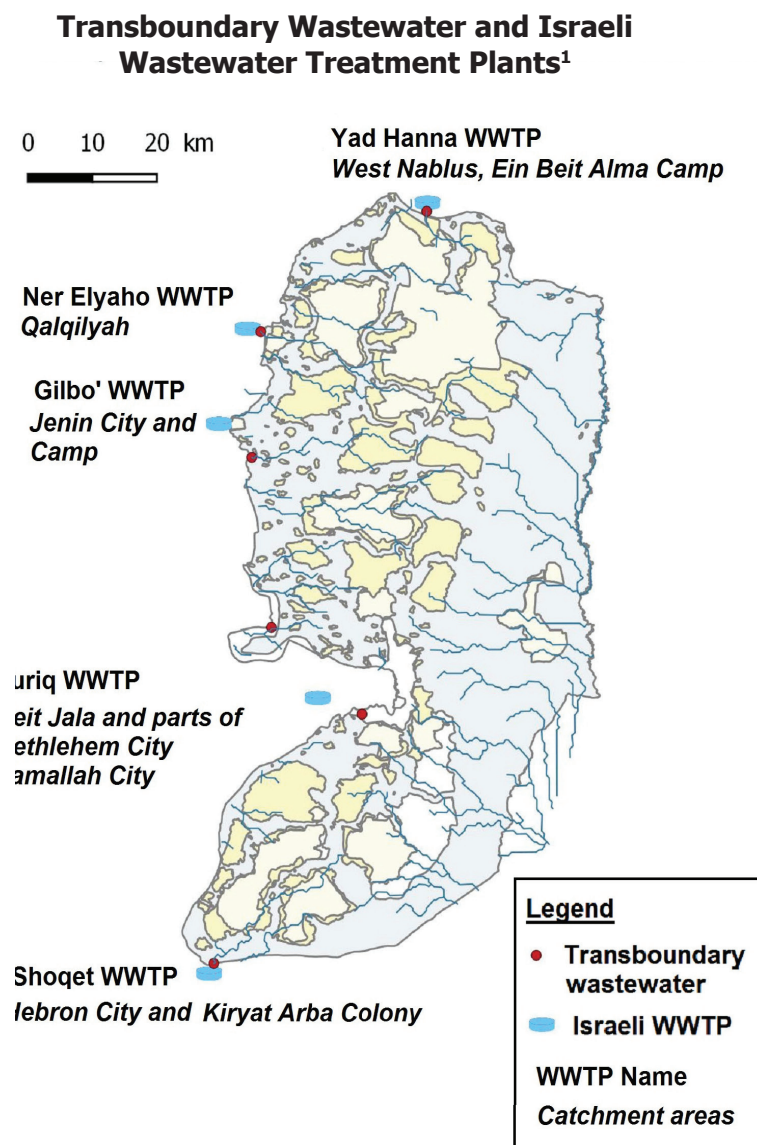 Transboundary Wastewater and Israeli
Wastewater Treatment Plants¹
0 10 20 km
Yad Hanna WWTP
West Nablus, Ein Beit Alma Camp
Ner Elyaho WWTP
Qalqilyah
Gilbo' WWTP
Jenin City and
Camp
uriq WWTP
eit Jala and parts of
ethlehem City
amallah City
Shoqet WWTP
lebron City and Kiryat Arba Colony
Legend
Transboundary
wastewater
Israeli WWTP
WWTP Name
Catchment areas